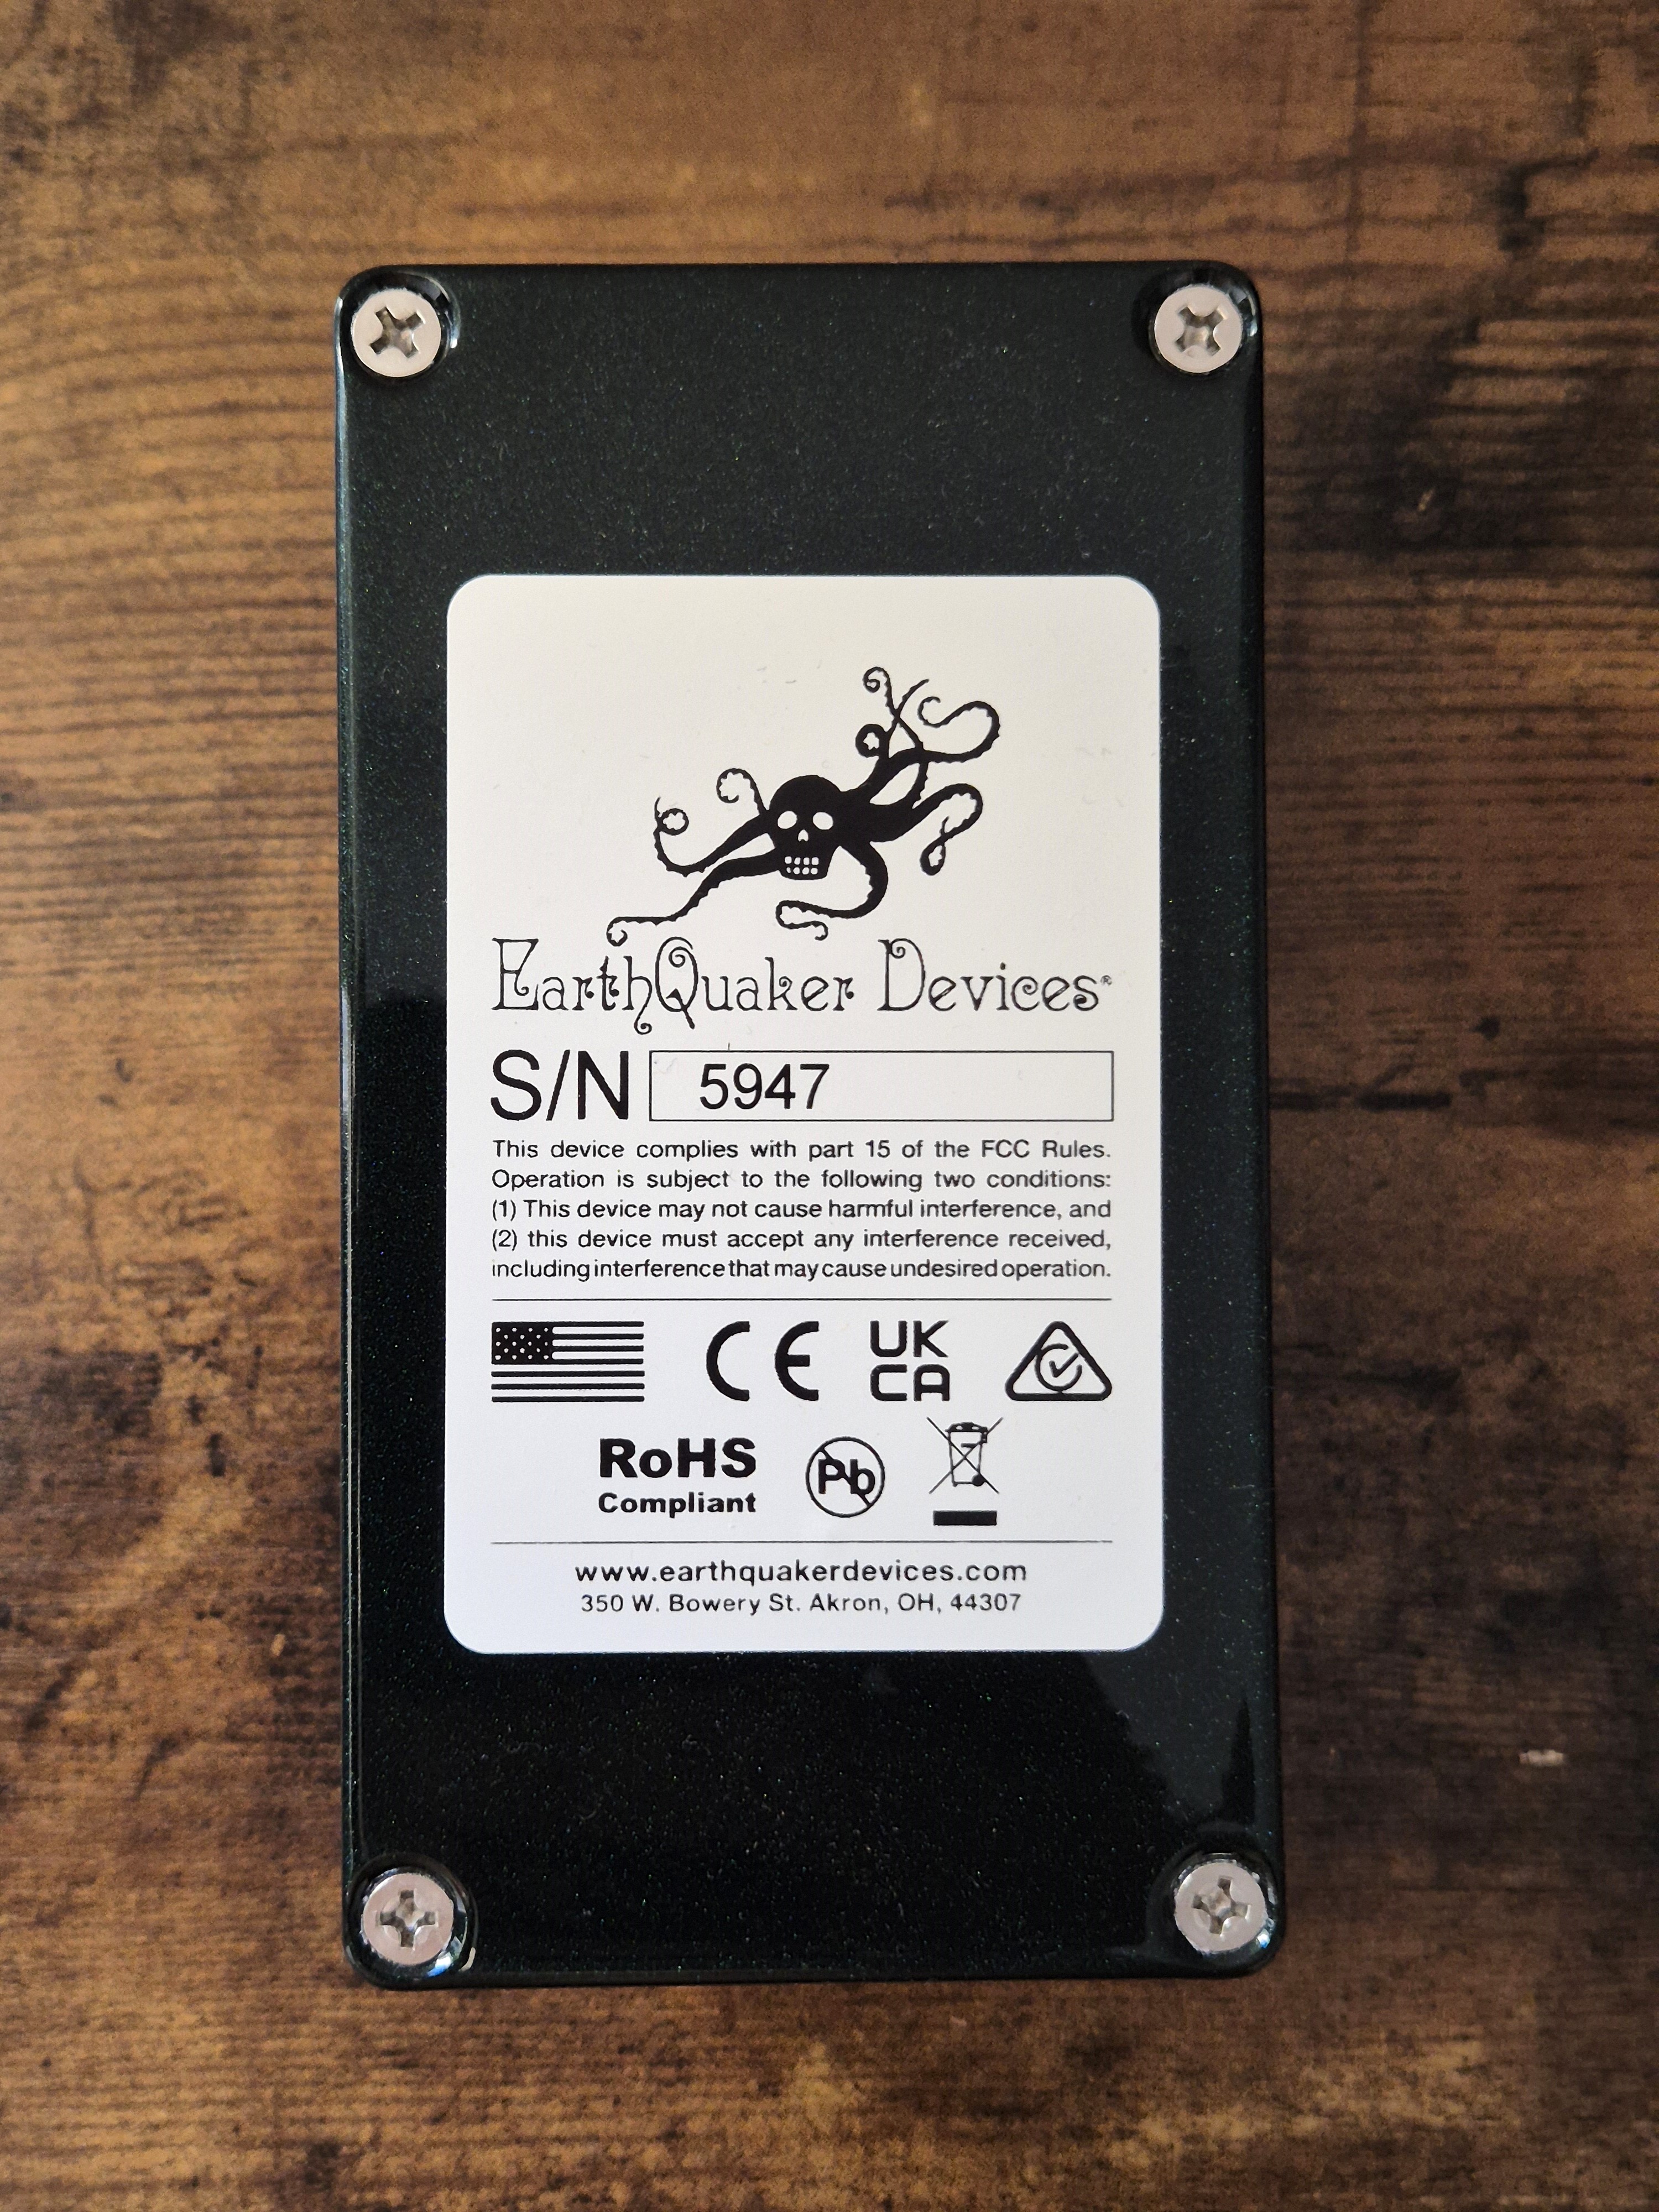 EarthQuaker Devices®
S/N 5947
This device complies with part 15 of the FCC Rules.
Operation is subject to the following two conditions:
(1) This device may not cause harmful interference, and
(2) this device must accept any interference received,
including interference that may cause undesired operation.
CE UK
CA
RoHS
Compliant
Pb
www.earthquakerdevices.com
350 W. Bowery St. Akron, OH, 44307